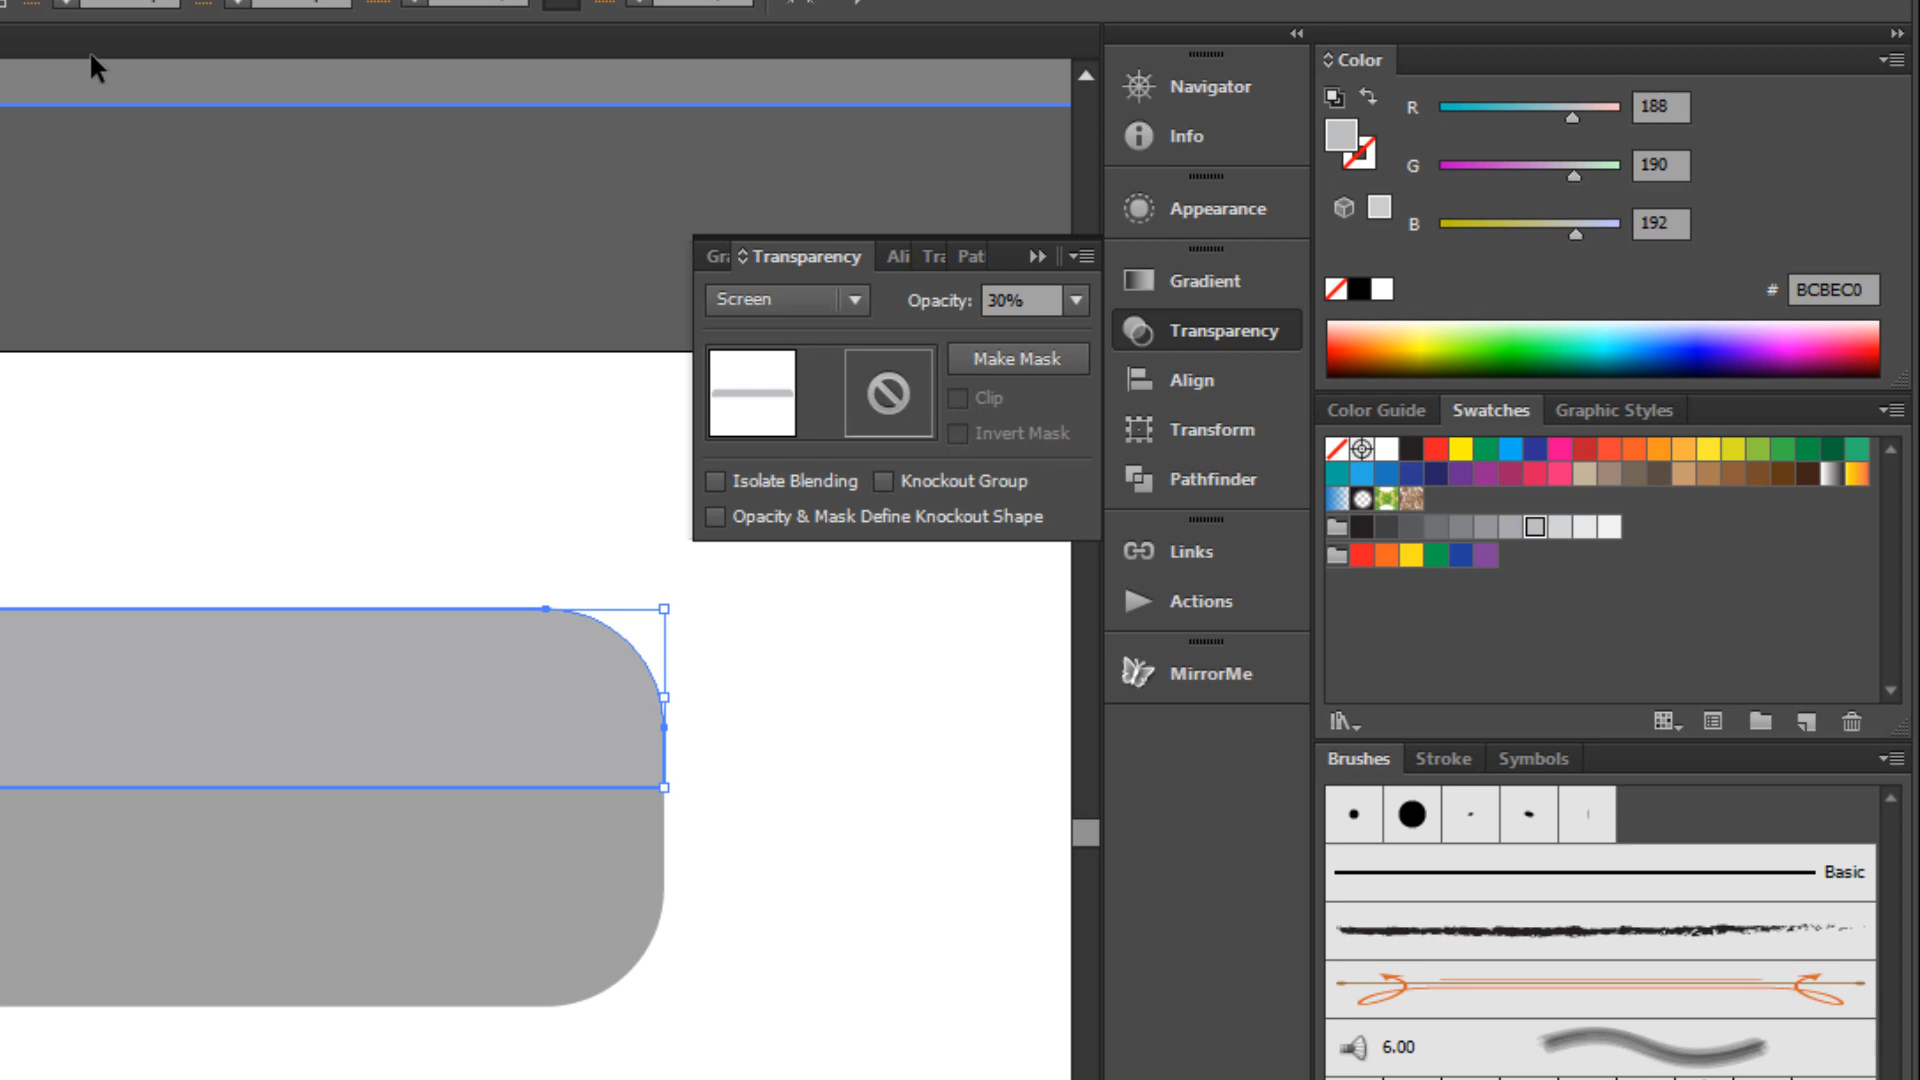 Navigator
Info
Appearance
Gradient
Transparency
Align
Transform
Pathfinder
Links
Actions
MirrorMe
Transparency Ali Tra Pat
Screen Opacity: 30%
Make Mask
Clip
Invert Mask
Isolate Blending Knockout Group
Opacity & Mask Define Knockout Shape
Color
R 188
G 190
B 192
# BCBEC0
Color Guide Swatches Graphic Styles
Brushes Stroke Symbols
Basic
6.00